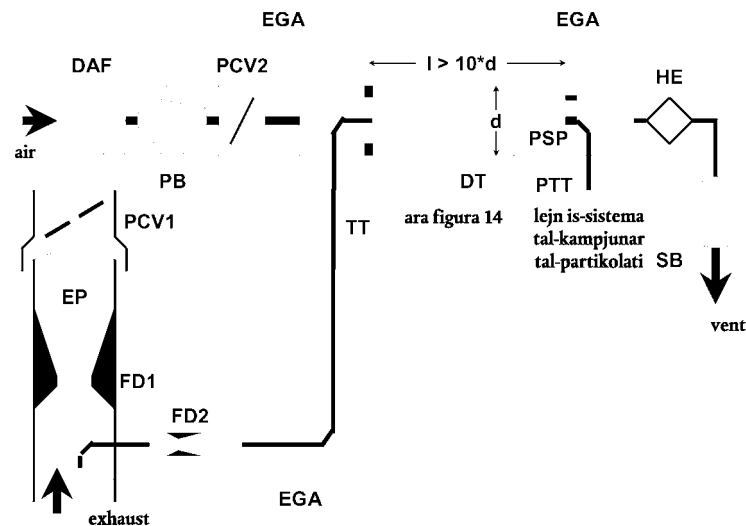 EGA
EGA
DAF
PCV2
l > 10*d
HE
air
d
PSP
PB
DT
PTT
PCV1
TT
ara figura 14
lejn is-sistema
tal-kampjunar
tal-partikolati
SB
EP
vent
FD1
FD2
EGA
exhaust